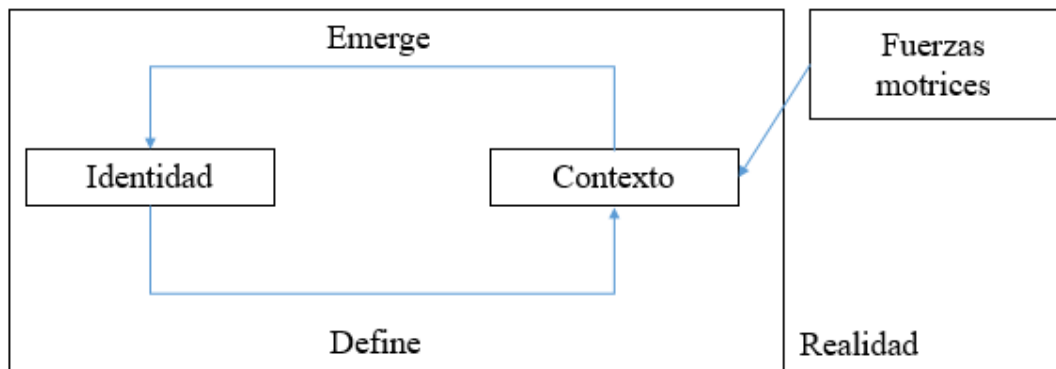 Emerge
Fuerzas
motrices
Identidad
Contexto
Define
Realidad